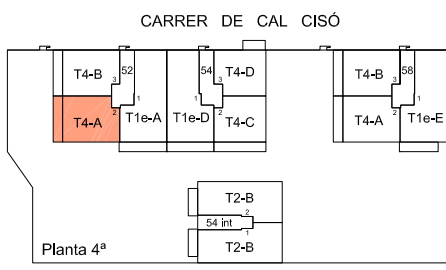 CARRER DE CAL CISÓ
T4-B 52 54 T4-D T4-B 58
3 3 3
1 1 1
2 2 2
T4-A T1e-A T1e-D T4-C T4-A T1e-E
T2-B
2
54 int
1
T2-B
Planta 4ª